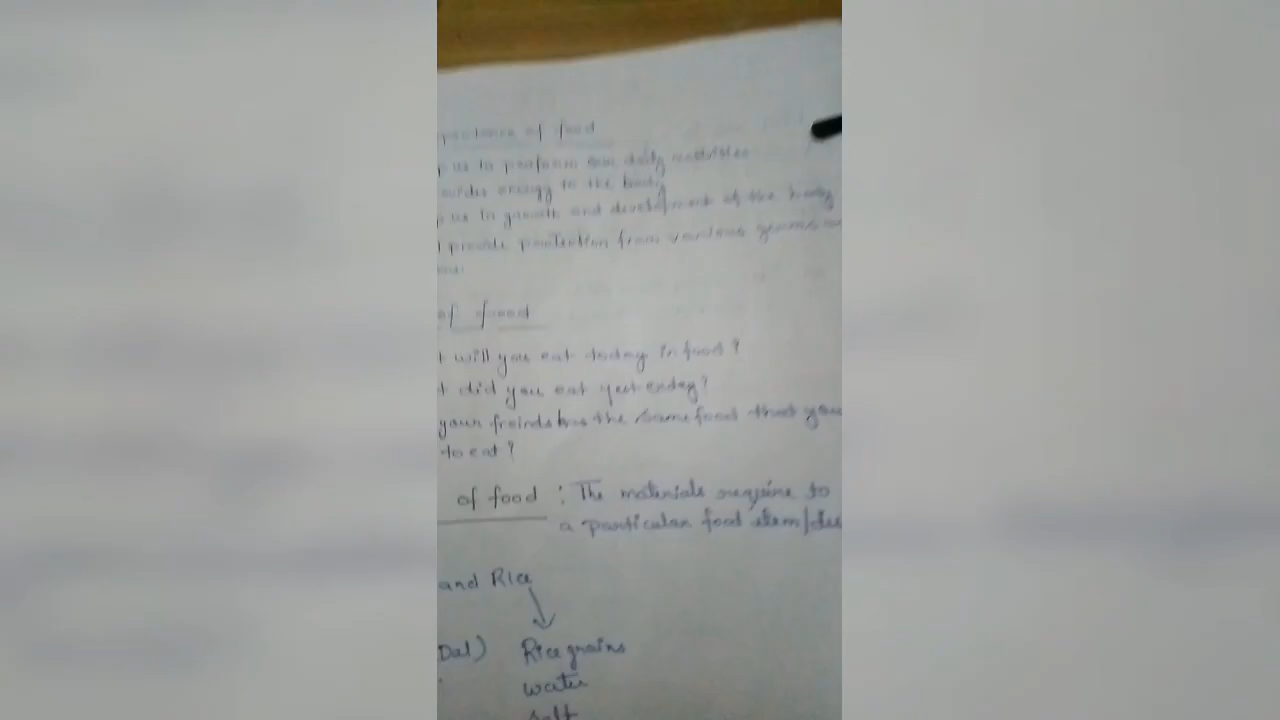 of food
us to perform our daily activities
energy to the body
us to growth and development of the body
provide protection from various germs
of food
will you eat today in food?
did you eat yesterday?
your freinds has the same food that you
to eat?
of food : The materials require to
a particular food item/
and Rice
Dal) Rice grains
water
salt